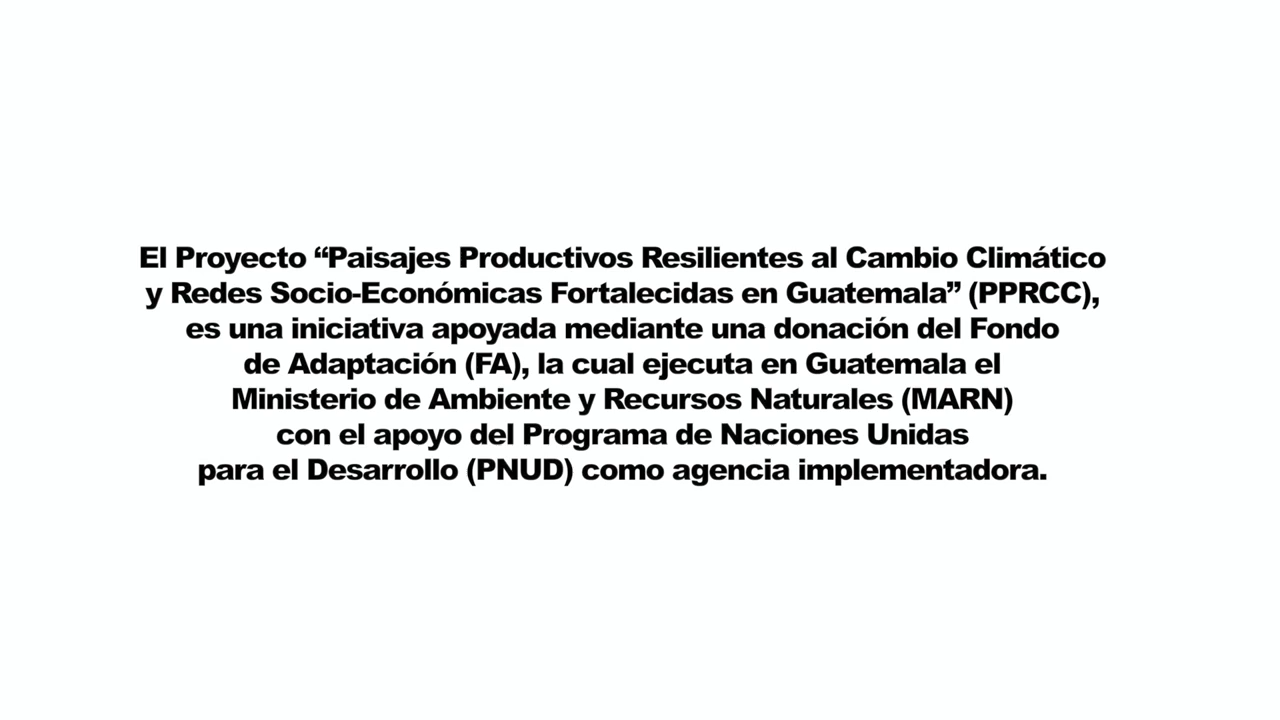 El Proyecto “Paisajes Productivos Resilientes al Cambio Climático
y Redes Socio-Económicas Fortalecidas en Guatemala” (PPRCC),
es una iniciativa apoyada mediante una donación del Fondo
de Adaptación (FA), la cual ejecuta en Guatemala el
Ministerio de Ambiente y Recursos Naturales (MARN)
con el apoyo del Programa de Naciones Unidas
para el Desarrollo (PNUD) como agencia implementadora.